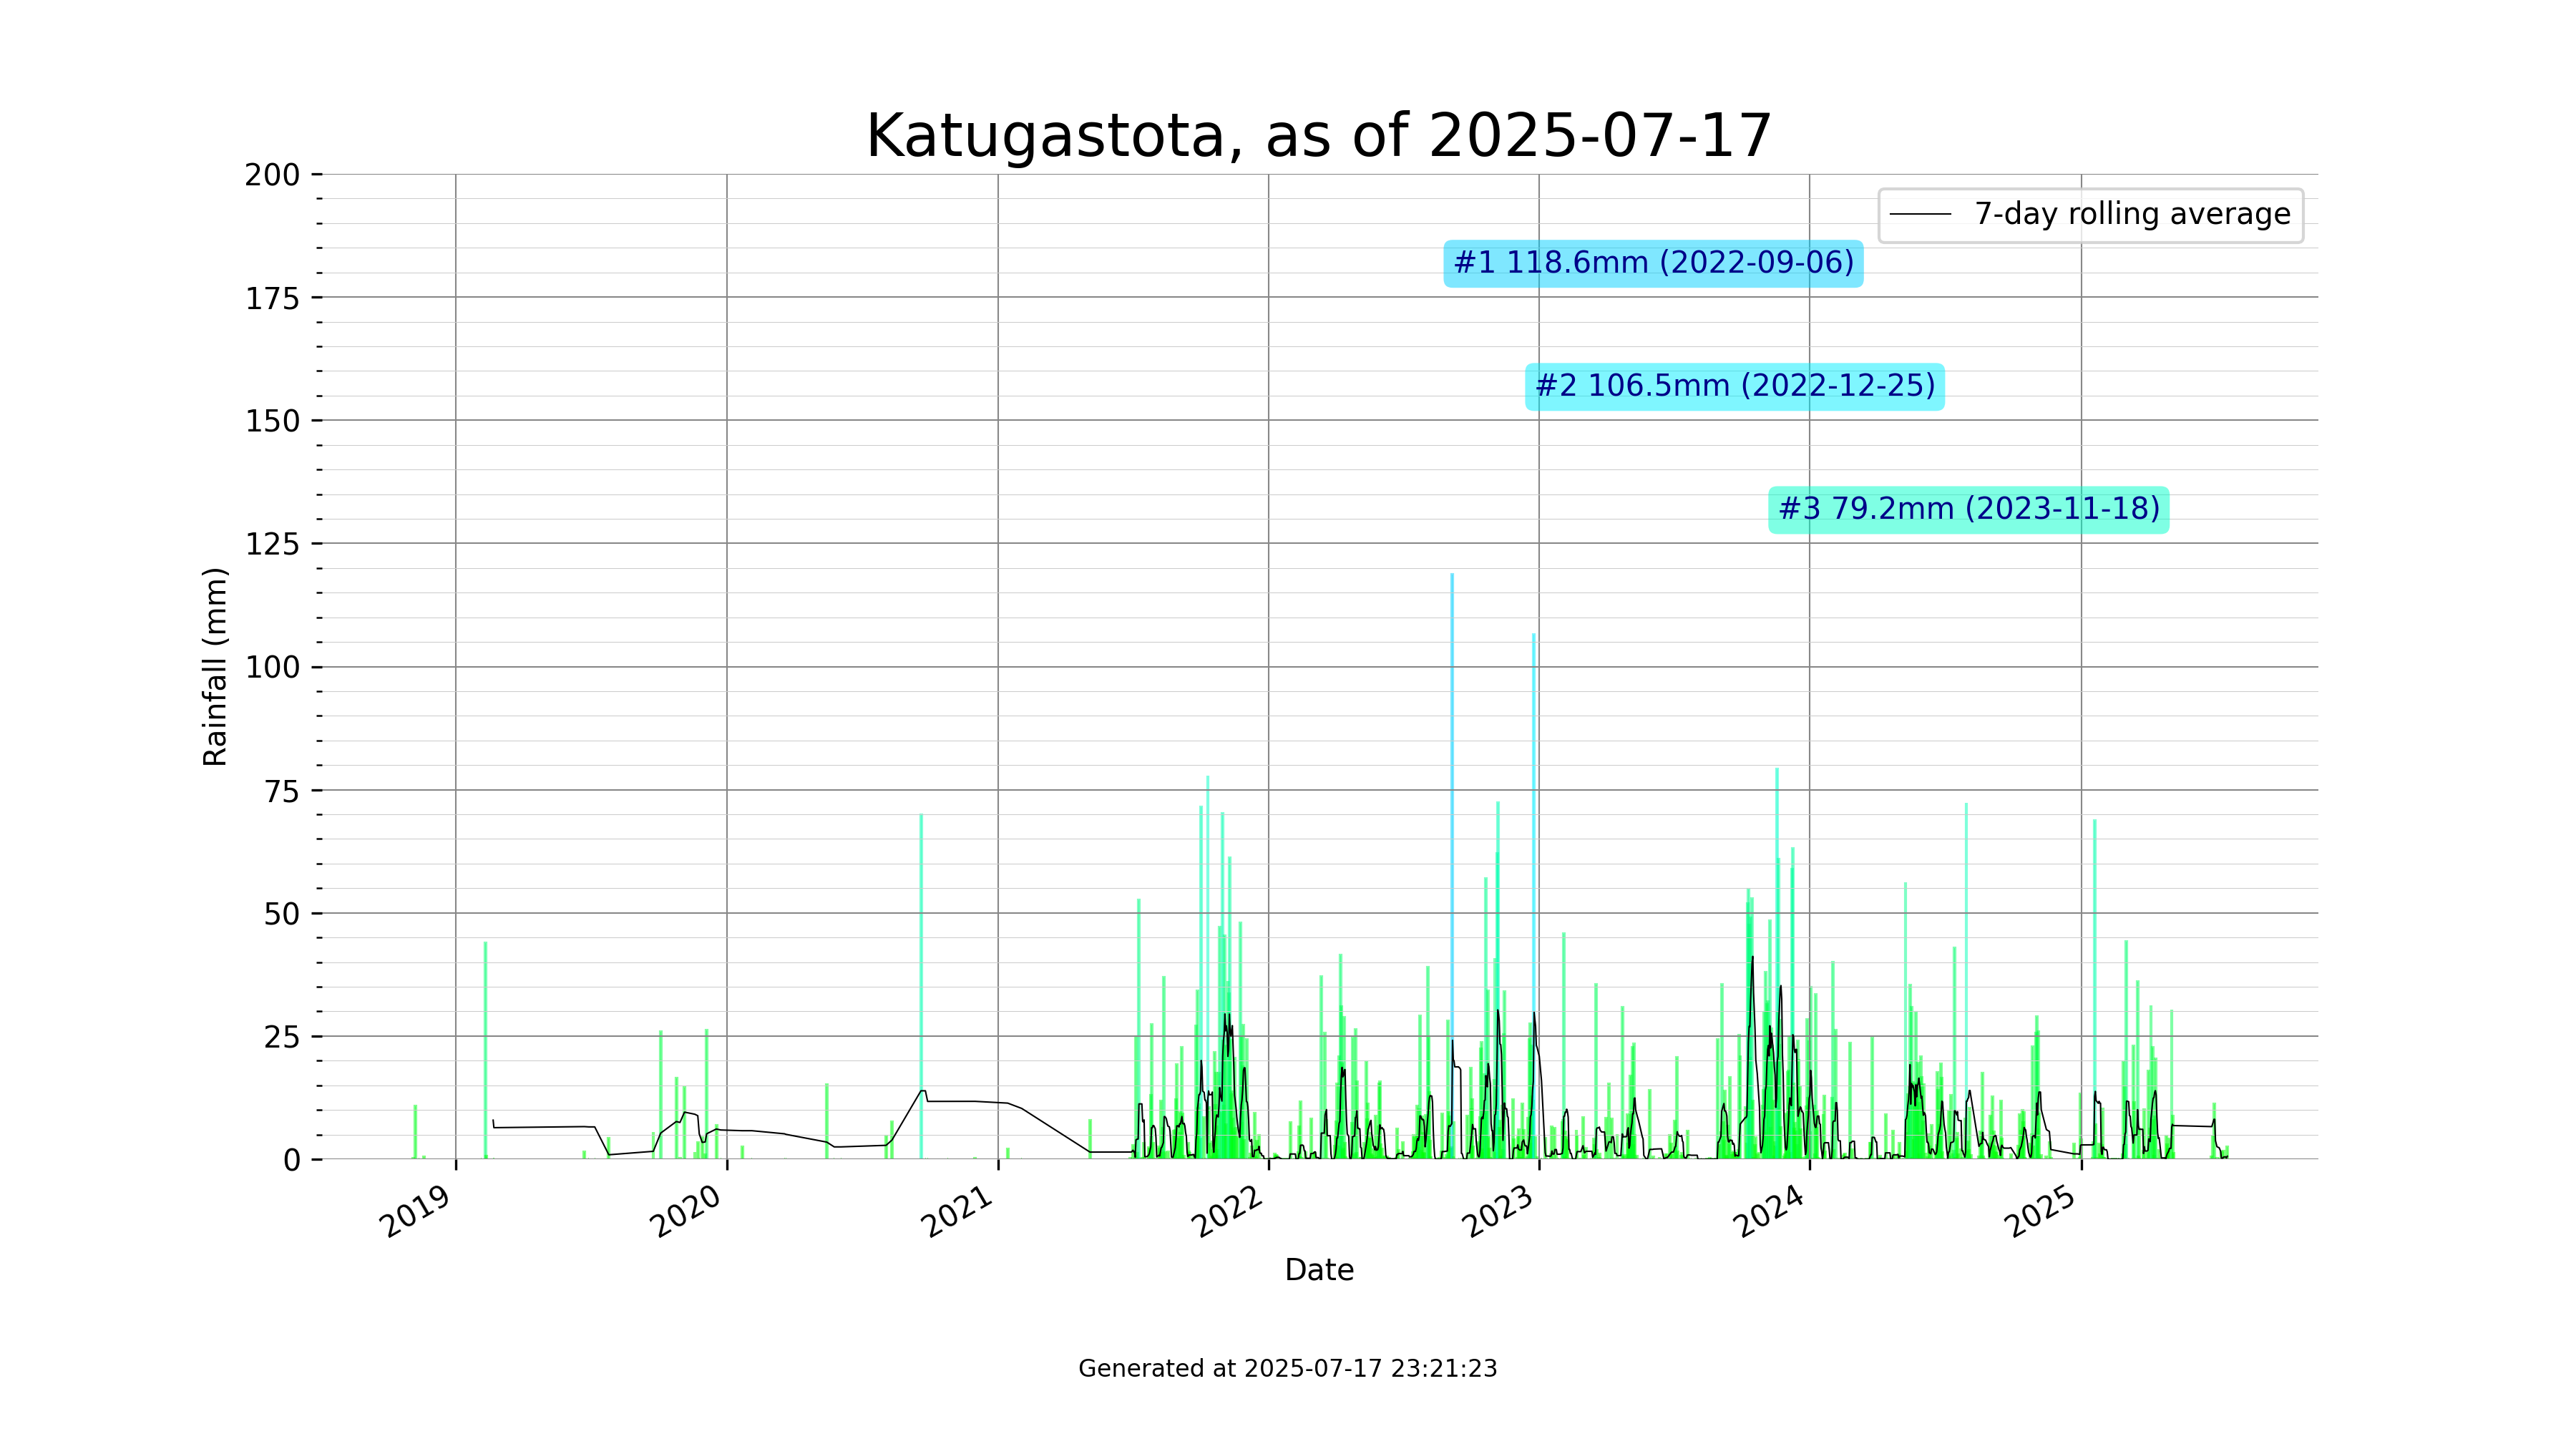 Katugastota, as of 2025-07-17
200
175
150
125
100
75
50
25
0
Rainfall (mm)
7-day rolling average
#1 118.6mm (2022-09-06)
#2 106.5mm (2022-12-25)
#3 79.2mm (2023-11-18)
2019
2020
2021
2022
2023
2024
2025
Date
Generated at 2025-07-17 23:21:23